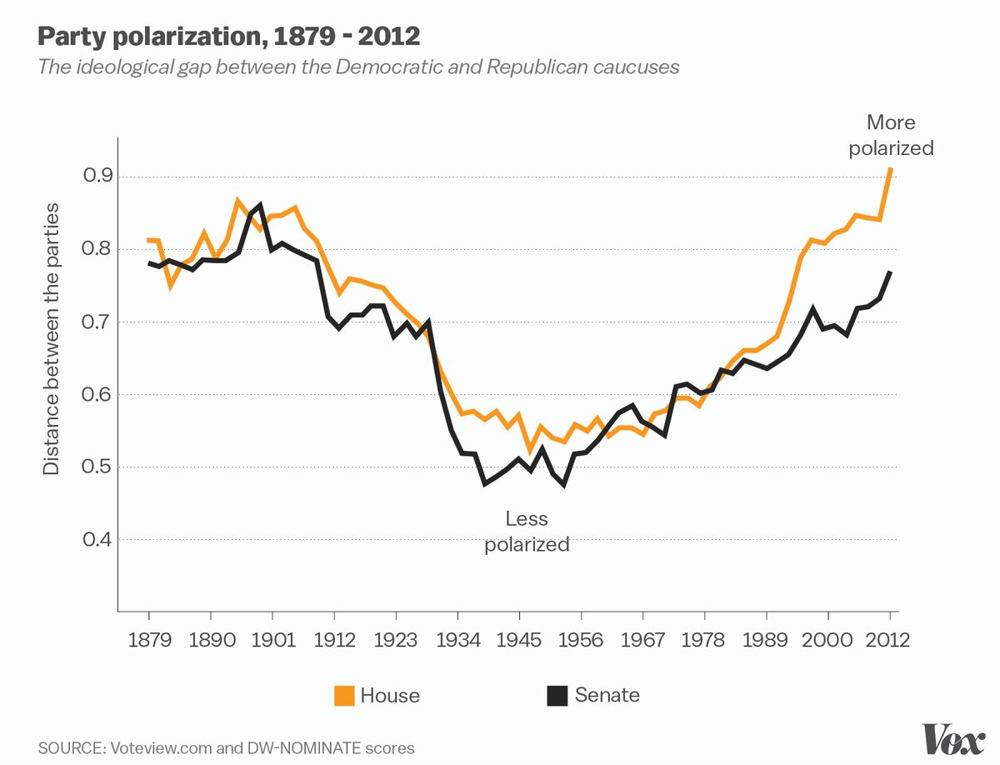 Party polarization, 1879 - 2012
The ideological gap between the Democratic and Republican caucuses
More
polarized
Distance between the parties
0.9
0.8
0.7
0.6
0.5
0.4
Less
polarized
1879 1890 1901 1912 1923 1934 1945 1956 1967 1978 1989 2000 2012
House Senate
SOURCE: Voteview.com and DW-NOMINATE scores
Vox